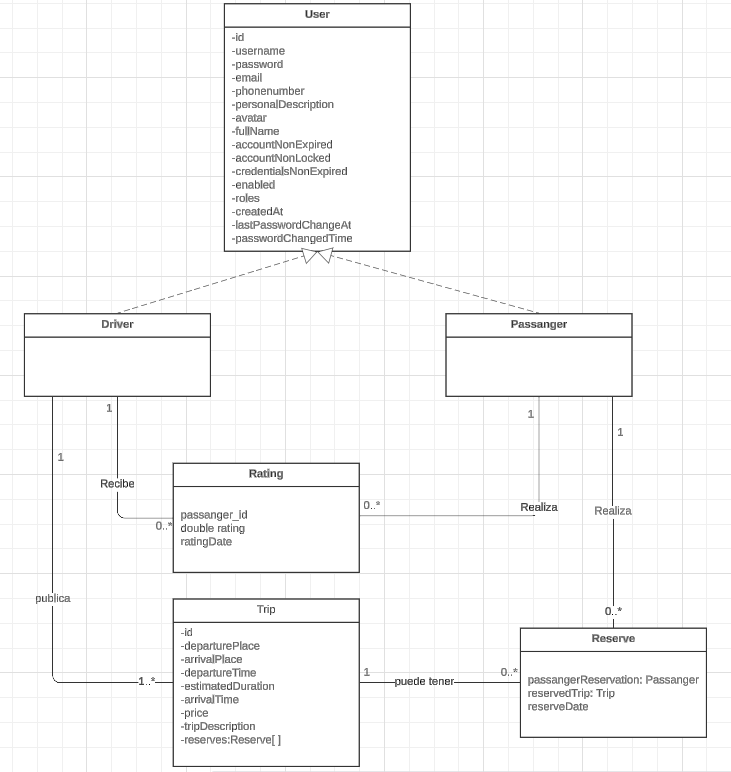 User
-id
-username
-password
-email
-phonenumber
-personalDescription
-avatar
-fullName
-accountNonExpired
-accountNonLocked
-credentialsNonExpired
-enabled
-roles
-createdAt
-lastPasswordChangeAt
-passwordChangedTime
Driver
Passanger
1
1
1
1
Recibe
publica
Rating
passanger_id
double rating
ratingDate
0..*
0..*
Realiza
Realiza
0..*
Trip
-id
-departurePlace
-arrivalPlace
-departureTime
-estimatedDuration
-arrivalTime
-price
-tripDescription
-reserves:Reserve[ ]
1..*
1
puede tener
0..*
Reserve
passangerReservation: Passanger
reservedTrip: Trip
reserveDate